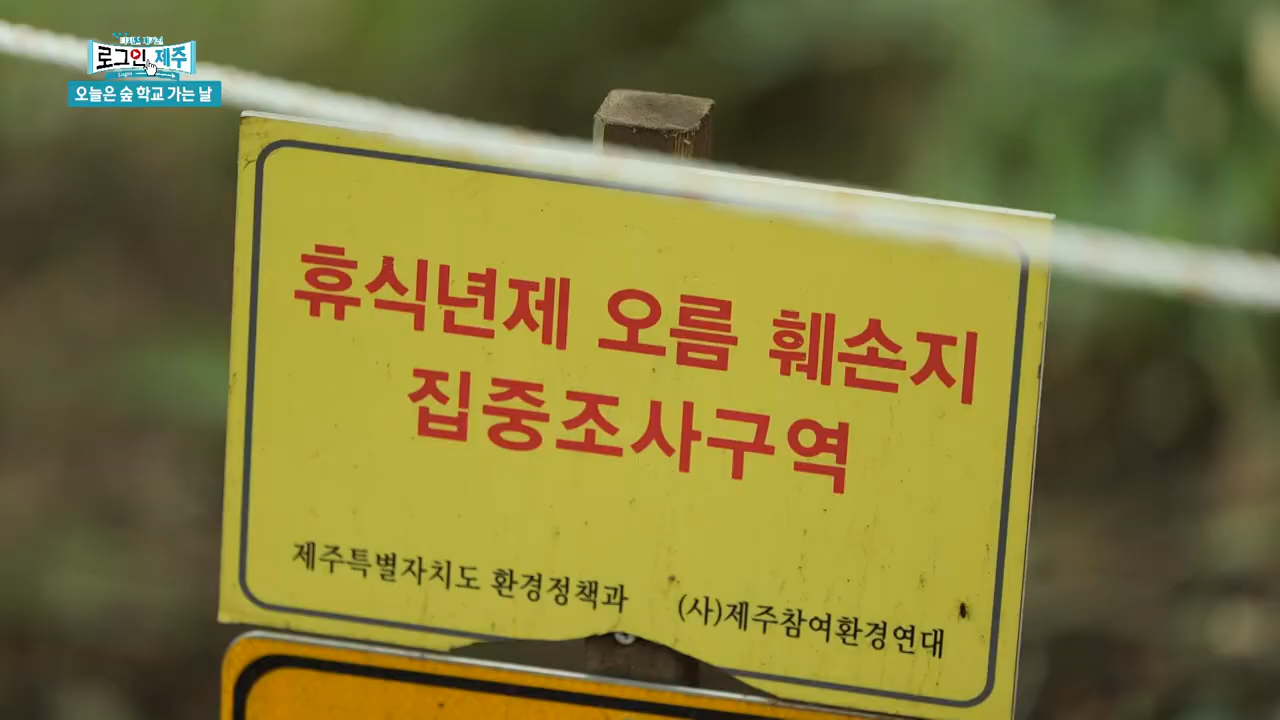 로그인 제주
Login
오늘은 숲 학교 가는 날
휴식년제 오름 훼손지
집중조사구역
제주특별자치도 환경정책과 (사)제주참여환경연대